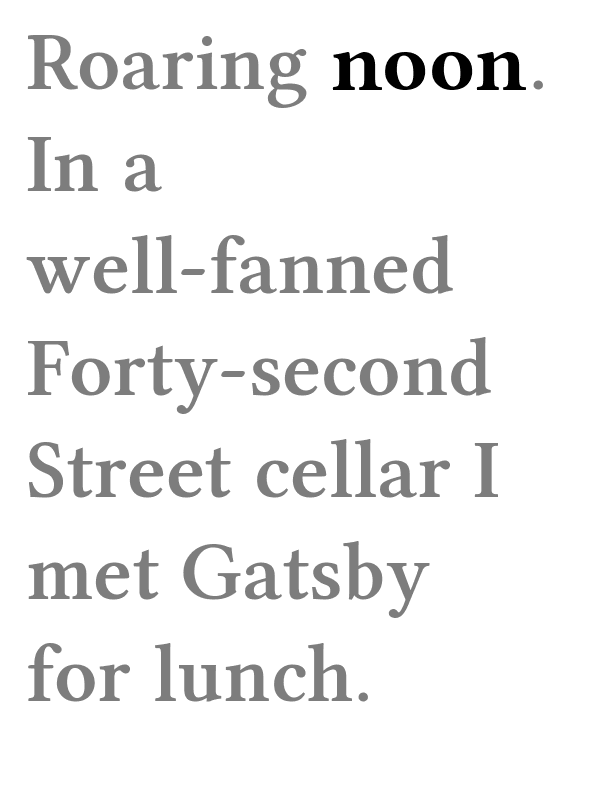 Roaring noon.
In a
well-fanned
Forty-second
Street cellar I
met Gatsby
for lunch.